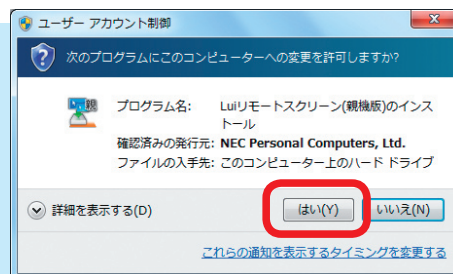 ユーザー アカウント制御
次のプログラムにこのコンピューターへの変更を許可しますか?
親
プログラム名: Luiリモートスクリーン(親機版)のインス
トール
確認済みの発行元: NEC Personal Computers, Ltd.
ファイルの入手先: このコンピューター上のハード ドライブ
詳細を表示する(D)
はい(Y)
いいえ(N)
これらの通知を表示するタイミングを変更する